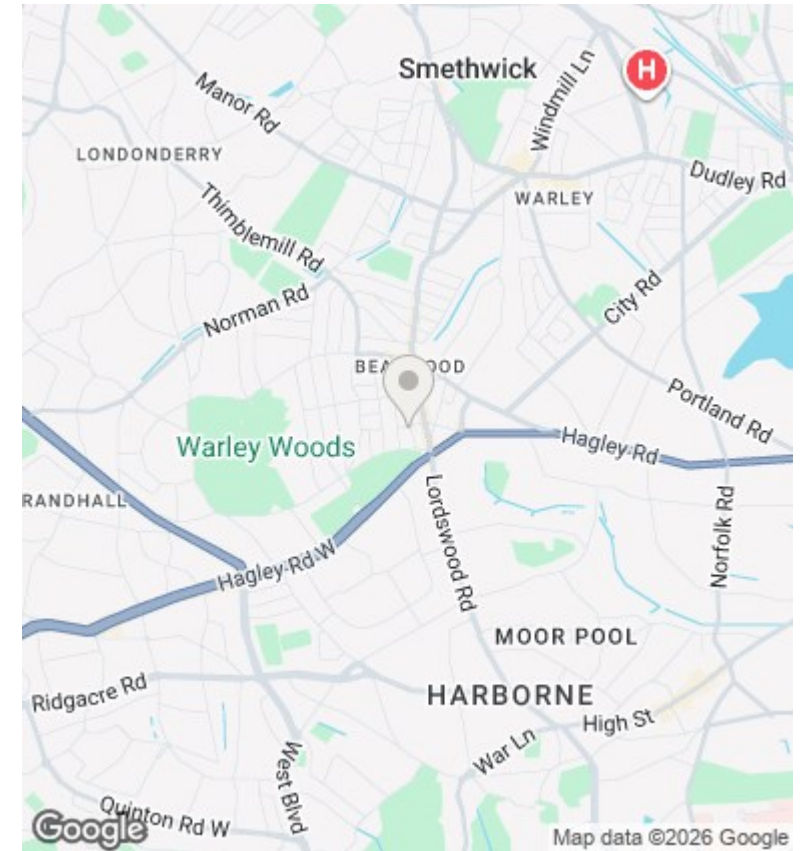 Smethwick
H
Windmill Ln
Manor Rd
LONDONDERRY
Dudley Rd
WARLEY
Thimblemill Rd
City Rd
Norman Rd
BEA OOD
Portland Rd
Warley Woods
Hagley Rd
RANDHALL
Lordswood Rd
Norfolk Rd
Hagley Rd W
MOOR POOL
Ridgacre Rd
HARBORNE
High St
War Ln
West Blvd
Quinton Rd W
Google
Map data ©2026 Google